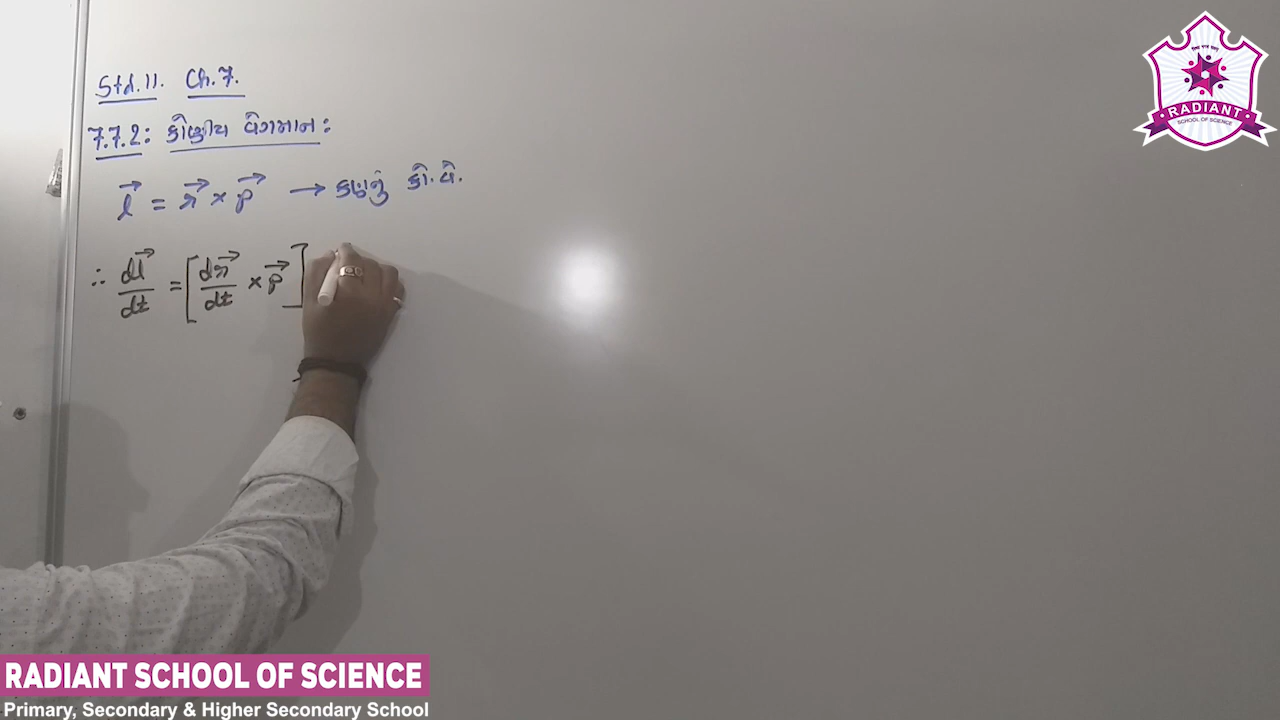 Std.11. Ch.7.
7.7.2: કોણીય વેગમાન:
l⃗ = r⃗ × p⃗ → કણનું કો.વે.
∴ dl⃗/dt = [dr⃗/dt × p⃗]
RADIANT
SCHOOL OF SCIENCE
RADIANT SCHOOL OF SCIENCE
Primary, Secondary & Higher Secondary School